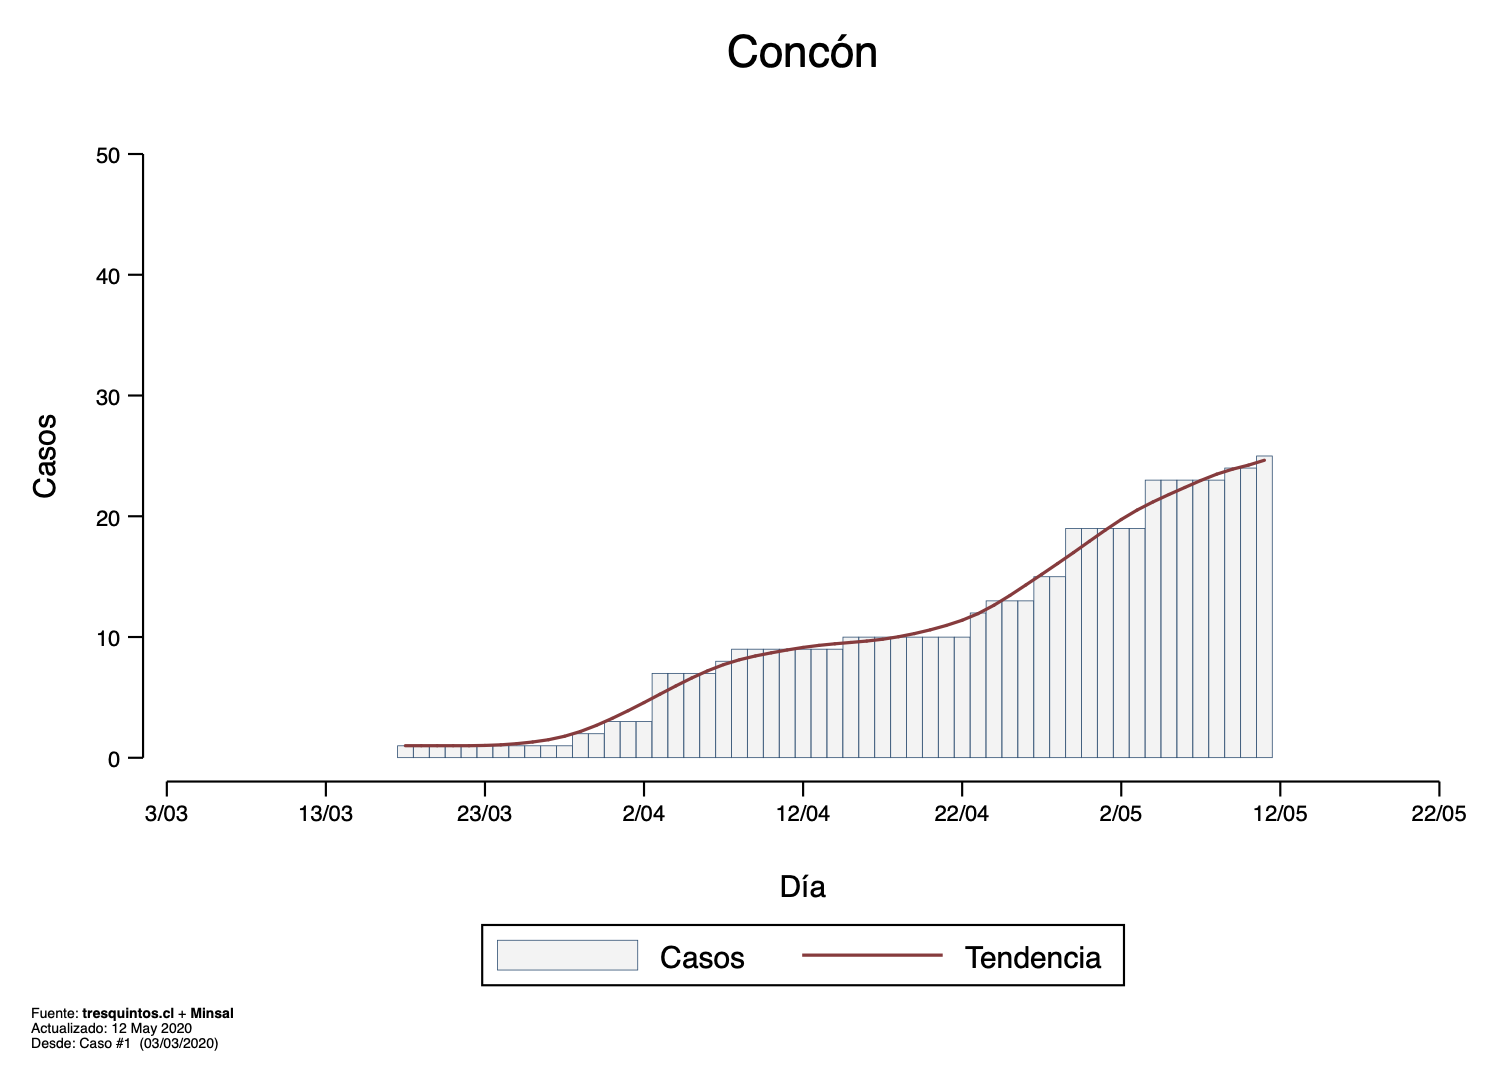 Concón
50
40
30
20
10
0
Casos
3/03 13/03 23/03 2/04 12/04 22/04 2/05 12/05 22/05
Día
Casos Tendencia
Fuente: tresquintos.cl + Minsal
Actualizado: 12 May 2020
Desde: Caso #1 (03/03/2020)